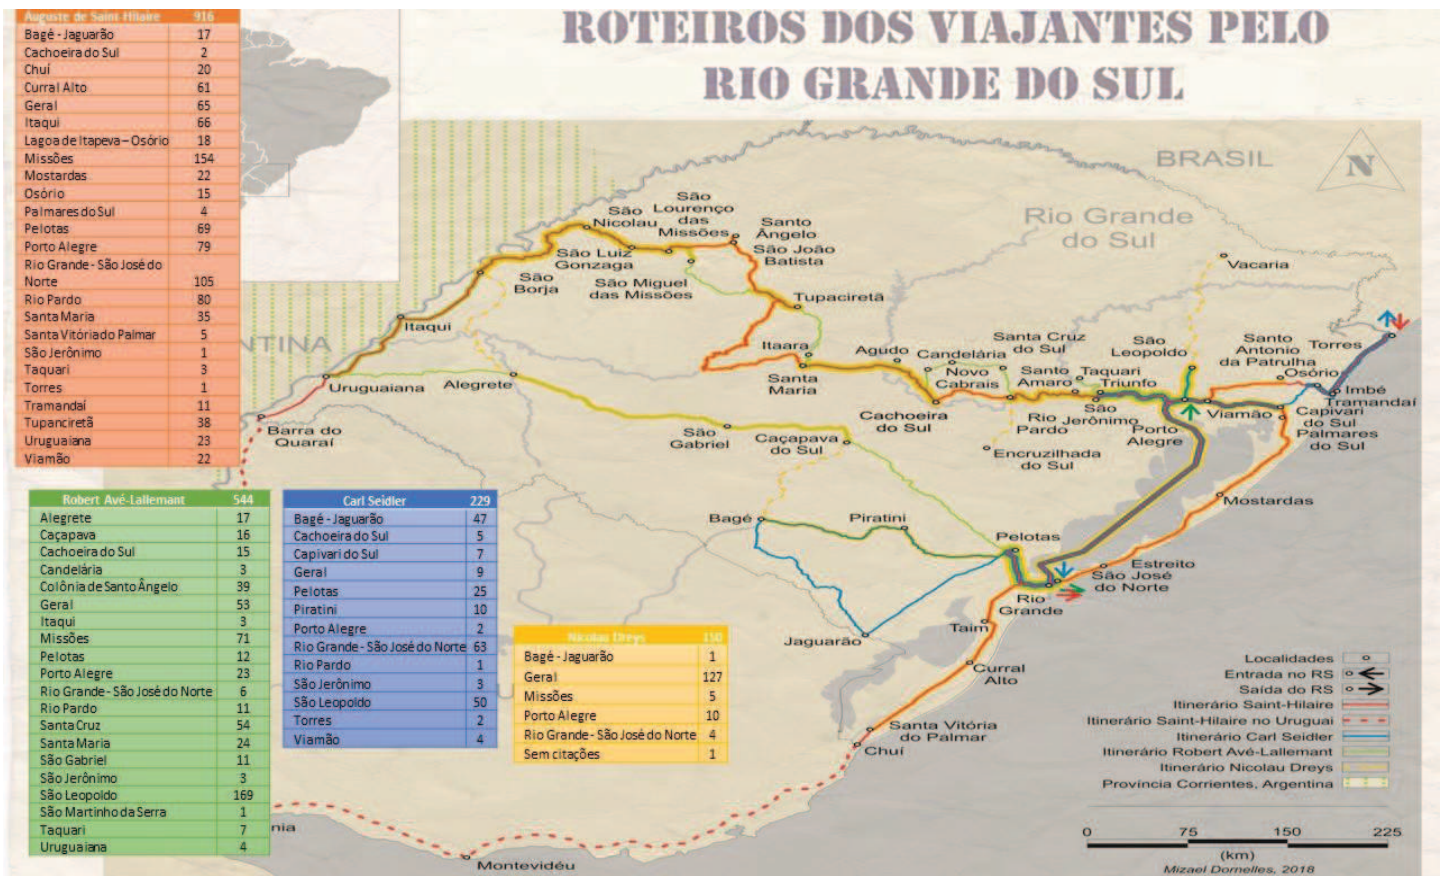 ROTEIROS DOS VIAJANTES PELO
RIO GRANDE DO SUL
Auguste de Saint Hilaire 916
Bagé - Jaguarão 17
Cachoeira do Sul 2
Chuí 20
Curral Alto 61
Geral 65
Itaqui 66
Lagoa de Itapeva – Osório 18
Missões 154
Mostardas 22
Osório 15
Palmares do Sul 4
Pelotas 69
Porto Alegre 79
Rio Grande - São José do
Norte 105
Rio Pardo 80
Santa Maria 35
Santa Vitória do Palmar 5
São Jerônimo 1
Taquari 3
Torres 1
Tramandaí 11
Tupanciretã 38
Uruguaiana 23
Viamão 22
Robert Avé-Lallemant 544
Alegrete 17
Caçapava 16
Cachoeira do Sul 15
Candelária 3
Colônia de Santo Ângelo 39
Geral 53
Itaqui 3
Missões 71
Pelotas 12
Porto Alegre 23
Rio Grande - São José do Norte 6
Rio Pardo 11
Santa Cruz 54
Santa Maria 24
São Gabriel 11
São Jerônimo 3
São Leopoldo 169
São Martinho da Serra 1
Taquari 7
Uruguaiana 4
Carl Seidler 229
Bagé - Jaguarão 47
Cachoeira do Sul 5
Capivari do Sul 7
Geral 9
Pelotas 25
Piratini 10
Porto Alegre 2
Rio Grande - São José do Norte 63
Rio Pardo 1
São Jerônimo 3
São Leopoldo 50
Torres 2
Viamão 4
Nicolau Dreys 150
Bagé - Jaguarão 1
Geral 127
Missões 5
Porto Alegre 10
Rio Grande - São José do Norte 4
Sem citações 1
BRASIL
N
Rio Grande
do Sul
NTINA
São
Nicolau
São
Lourenço
das
Missões
Santo
Ângelo
São João
Batista
São Luiz
Gonzaga
São
Borja
São Miguel
das Missões
Vacaria
Tupaciretã
Itaqui
Itaara
Santa
Maria
Agudo
Candelária
Novo
Cabrais
Santa Cruz
do Sul
Santo
Amaro
Taquari
Triunfo
São
Leopoldo
Santo
Antonio
da Patrulha
Torres
Osório
Imbé
Tramandaí
Uruguaiana
Alegrete
Cachoeira
do Sul
Rio
Pardo
São
Jerônimo
Porto
Alegre
Viamão
Capivari
do Sul
Palmares
do Sul
Barra do
Quaraí
São
Gabriel
Caçapava
do Sul
Encruzilhada
do Sul
Mostardas
Bagé
Piratini
Pelotas
Estreito
São José
do Norte
Rio
Grande
Jaguarão
Taim
Curral
Alto
Santa Vitória
do Palmar
Chuí
nia
Montevidéu
Localidades
Entrada no RS
Saída do RS
Itinerário Saint-Hilaire
Itinerário Saint-Hilaire no Uruguai
Itinerário Carl Seidler
Itinerário Robert Avé-Lallemant
Itinerário Nicolau Dreys
Província Corrientes, Argentina
0 75 150 225
(km)
Mizael Dornelles, 2018